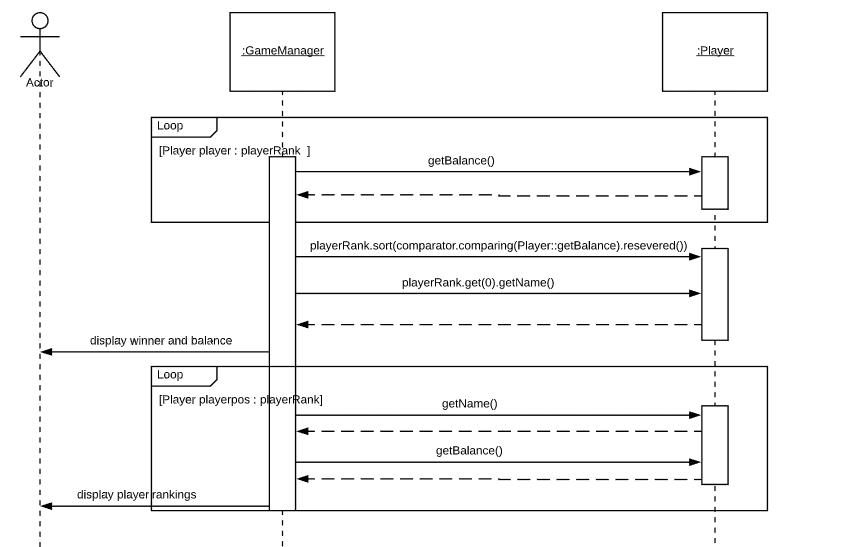 Actor
:GameManager
:Player
Loop
[Player player : playerRank ]
getBalance()
playerRank.sort(comparator.comparing(Player::getBalance).resevered())
playerRank.get(0).getName()
display winner and balance
Loop
[Player playerpos : playerRank]
getName()
getBalance()
display player rankings